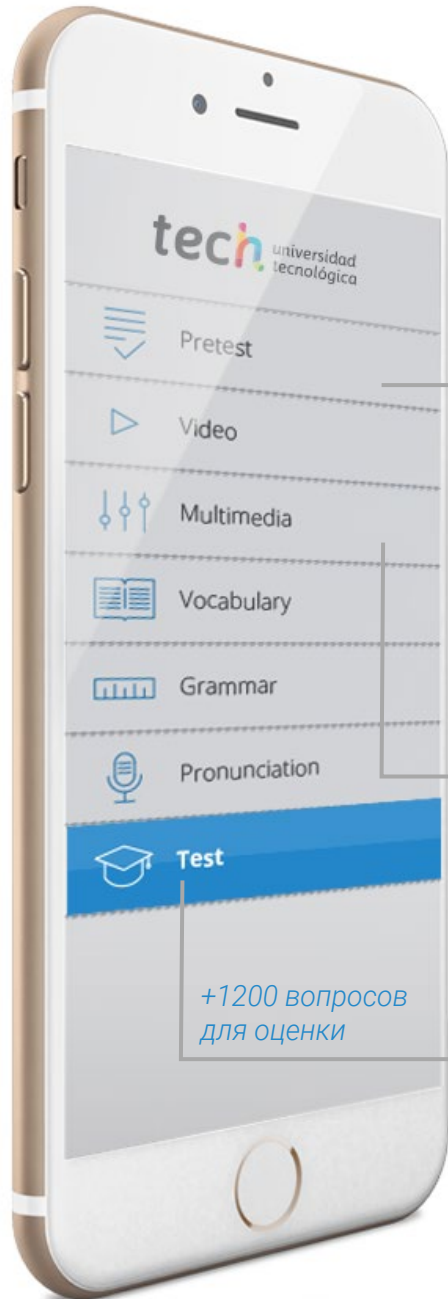 tech universidad
tecnológica
Pretest
Video
Multimedia
Vocabulary
Grammar
Pronunciation
Test
+1200 вопросов
для оценки